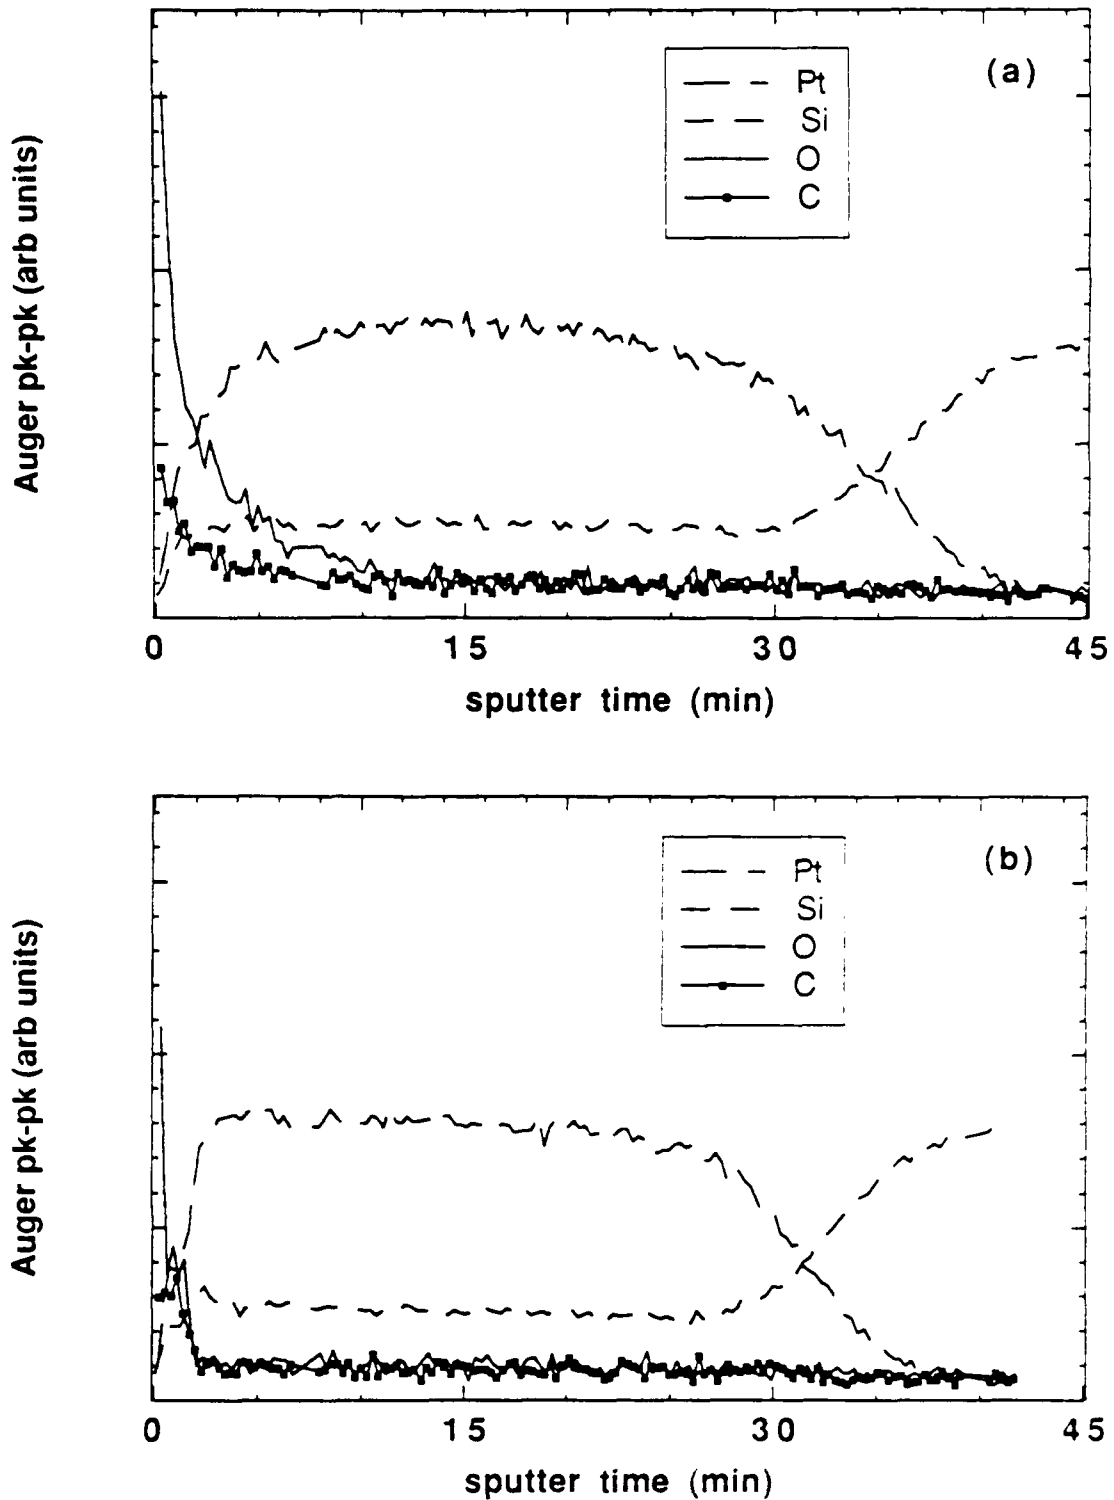 (a)
Pt
Si
O
C
Auger pk-pk (arb units)
0 15 30 45
sputter time (min)
(b)
Pt
Si
O
C
Auger pk-pk (arb units)
0 15 30 45
sputter time (min)